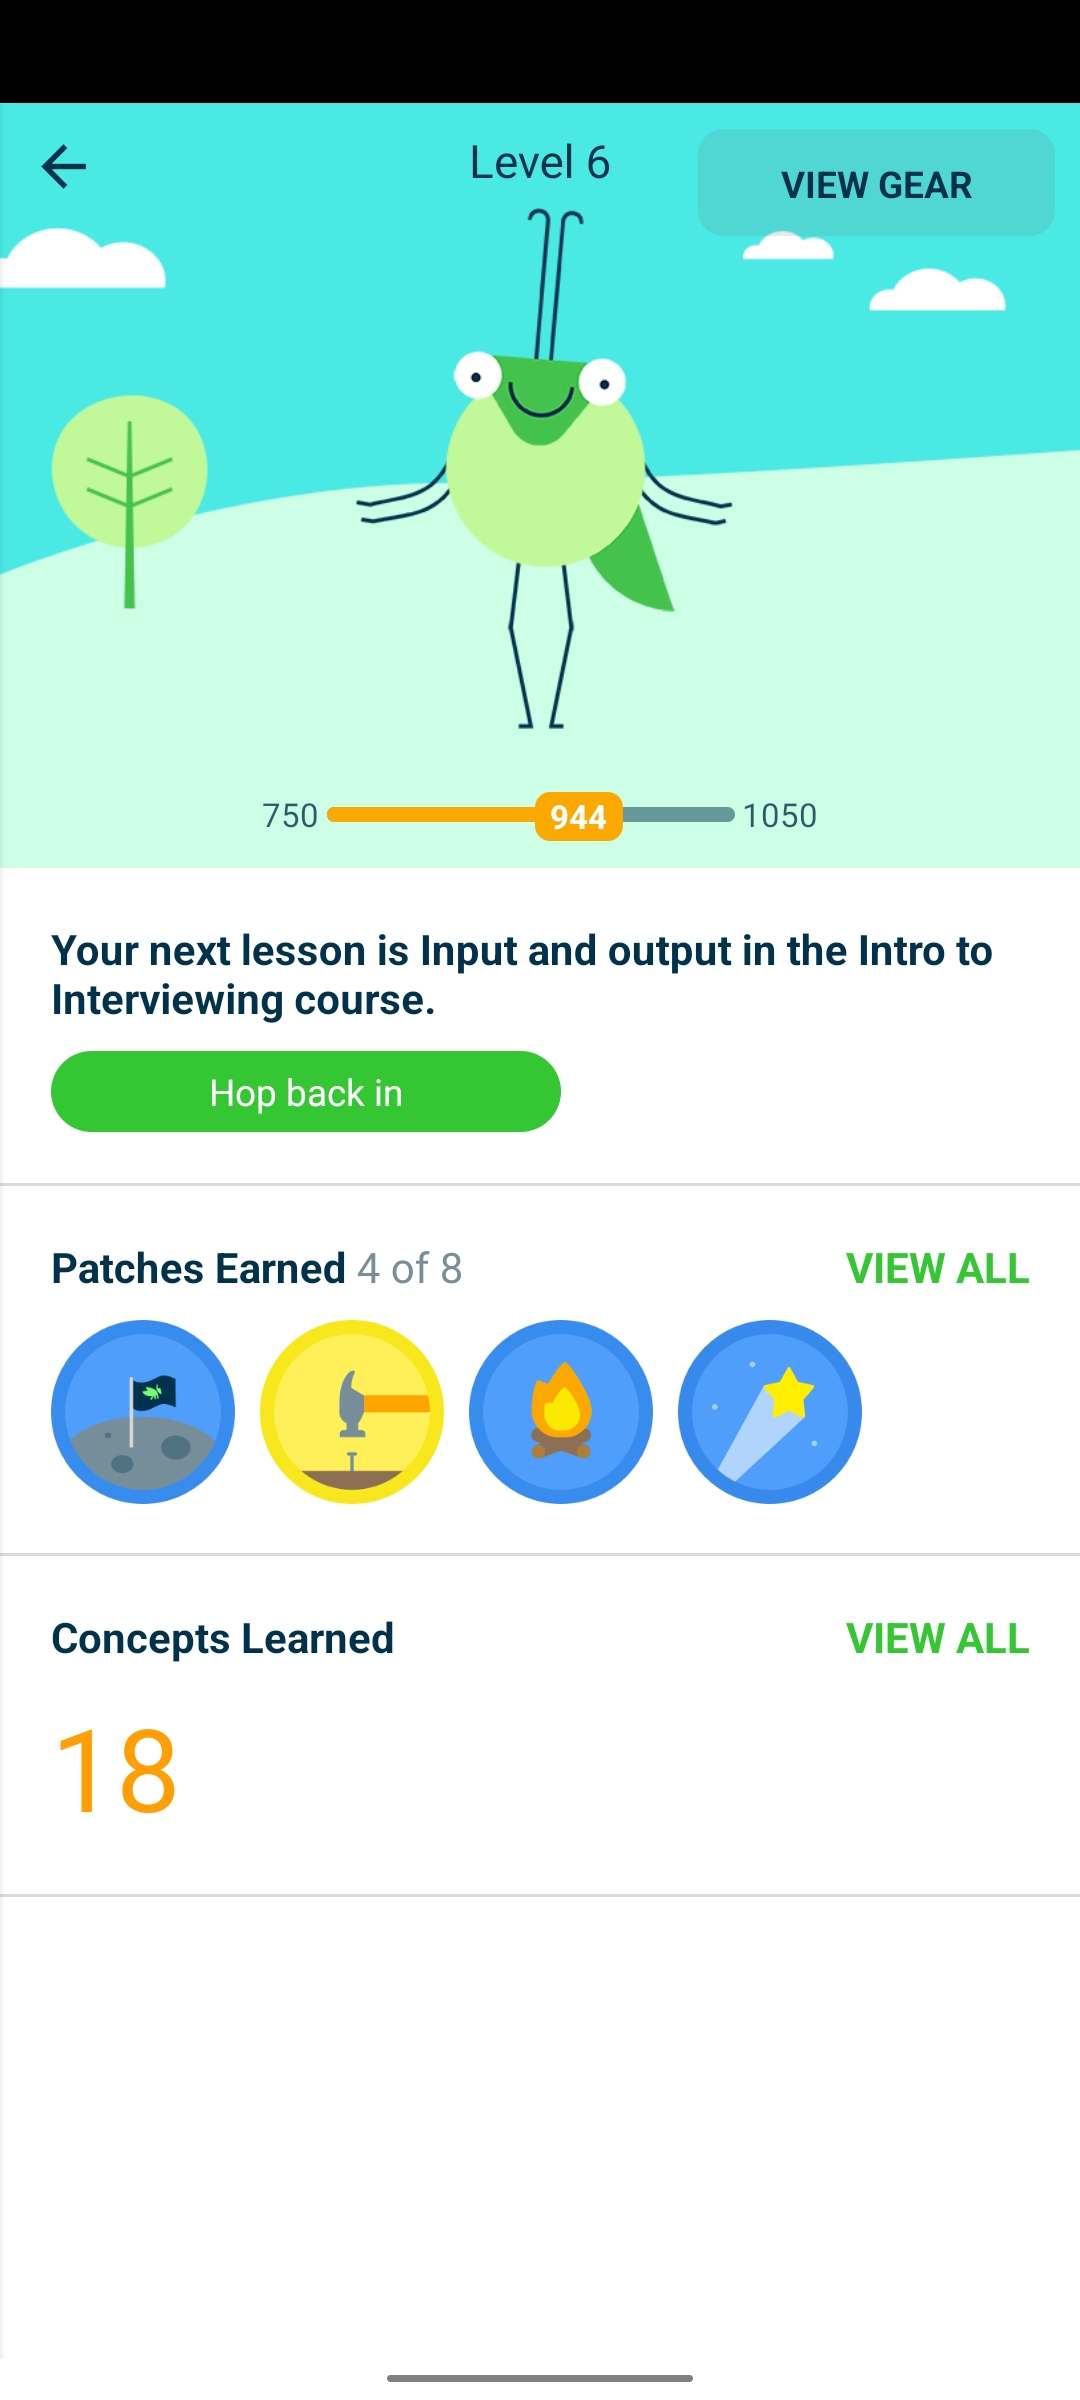 Level 6
VIEW GEAR
750
944
1050
Your next lesson is Input and output in the Intro to
Interviewing course.
Hop back in
Patches Earned 4 of 8
VIEW ALL
Concepts Learned
VIEW ALL
18